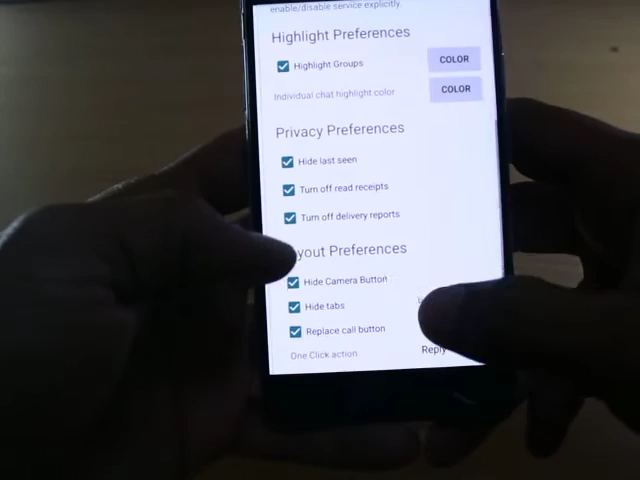 enable/disable service explicitly.
Highlight Preferences
Highlight Groups
COLOR
Individual chat highlight color
COLOR
Privacy Preferences
Hide last seen
Turn off read receipts
Turn off delivery reports
yout Preferences
Hide Camera Button
Hide tabs
Replace call button
One Click action
Reply